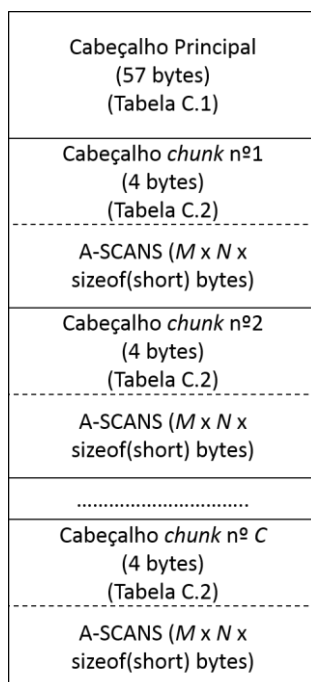 Cabeçalho Principal
(57 bytes)
(Tabela C.1)
Cabeçalho chunk nº1
(4 bytes)
(Tabela C.2)
A-SCANS (M x N x
sizeof(short) bytes)
Cabeçalho chunk nº2
(4 bytes)
(Tabela C.2)
A-SCANS (M x N x
sizeof(short) bytes)
..................................
Cabeçalho chunk nº C
(4 bytes)
(Tabela C.2)
A-SCANS (M x N x
sizeof(short) bytes)